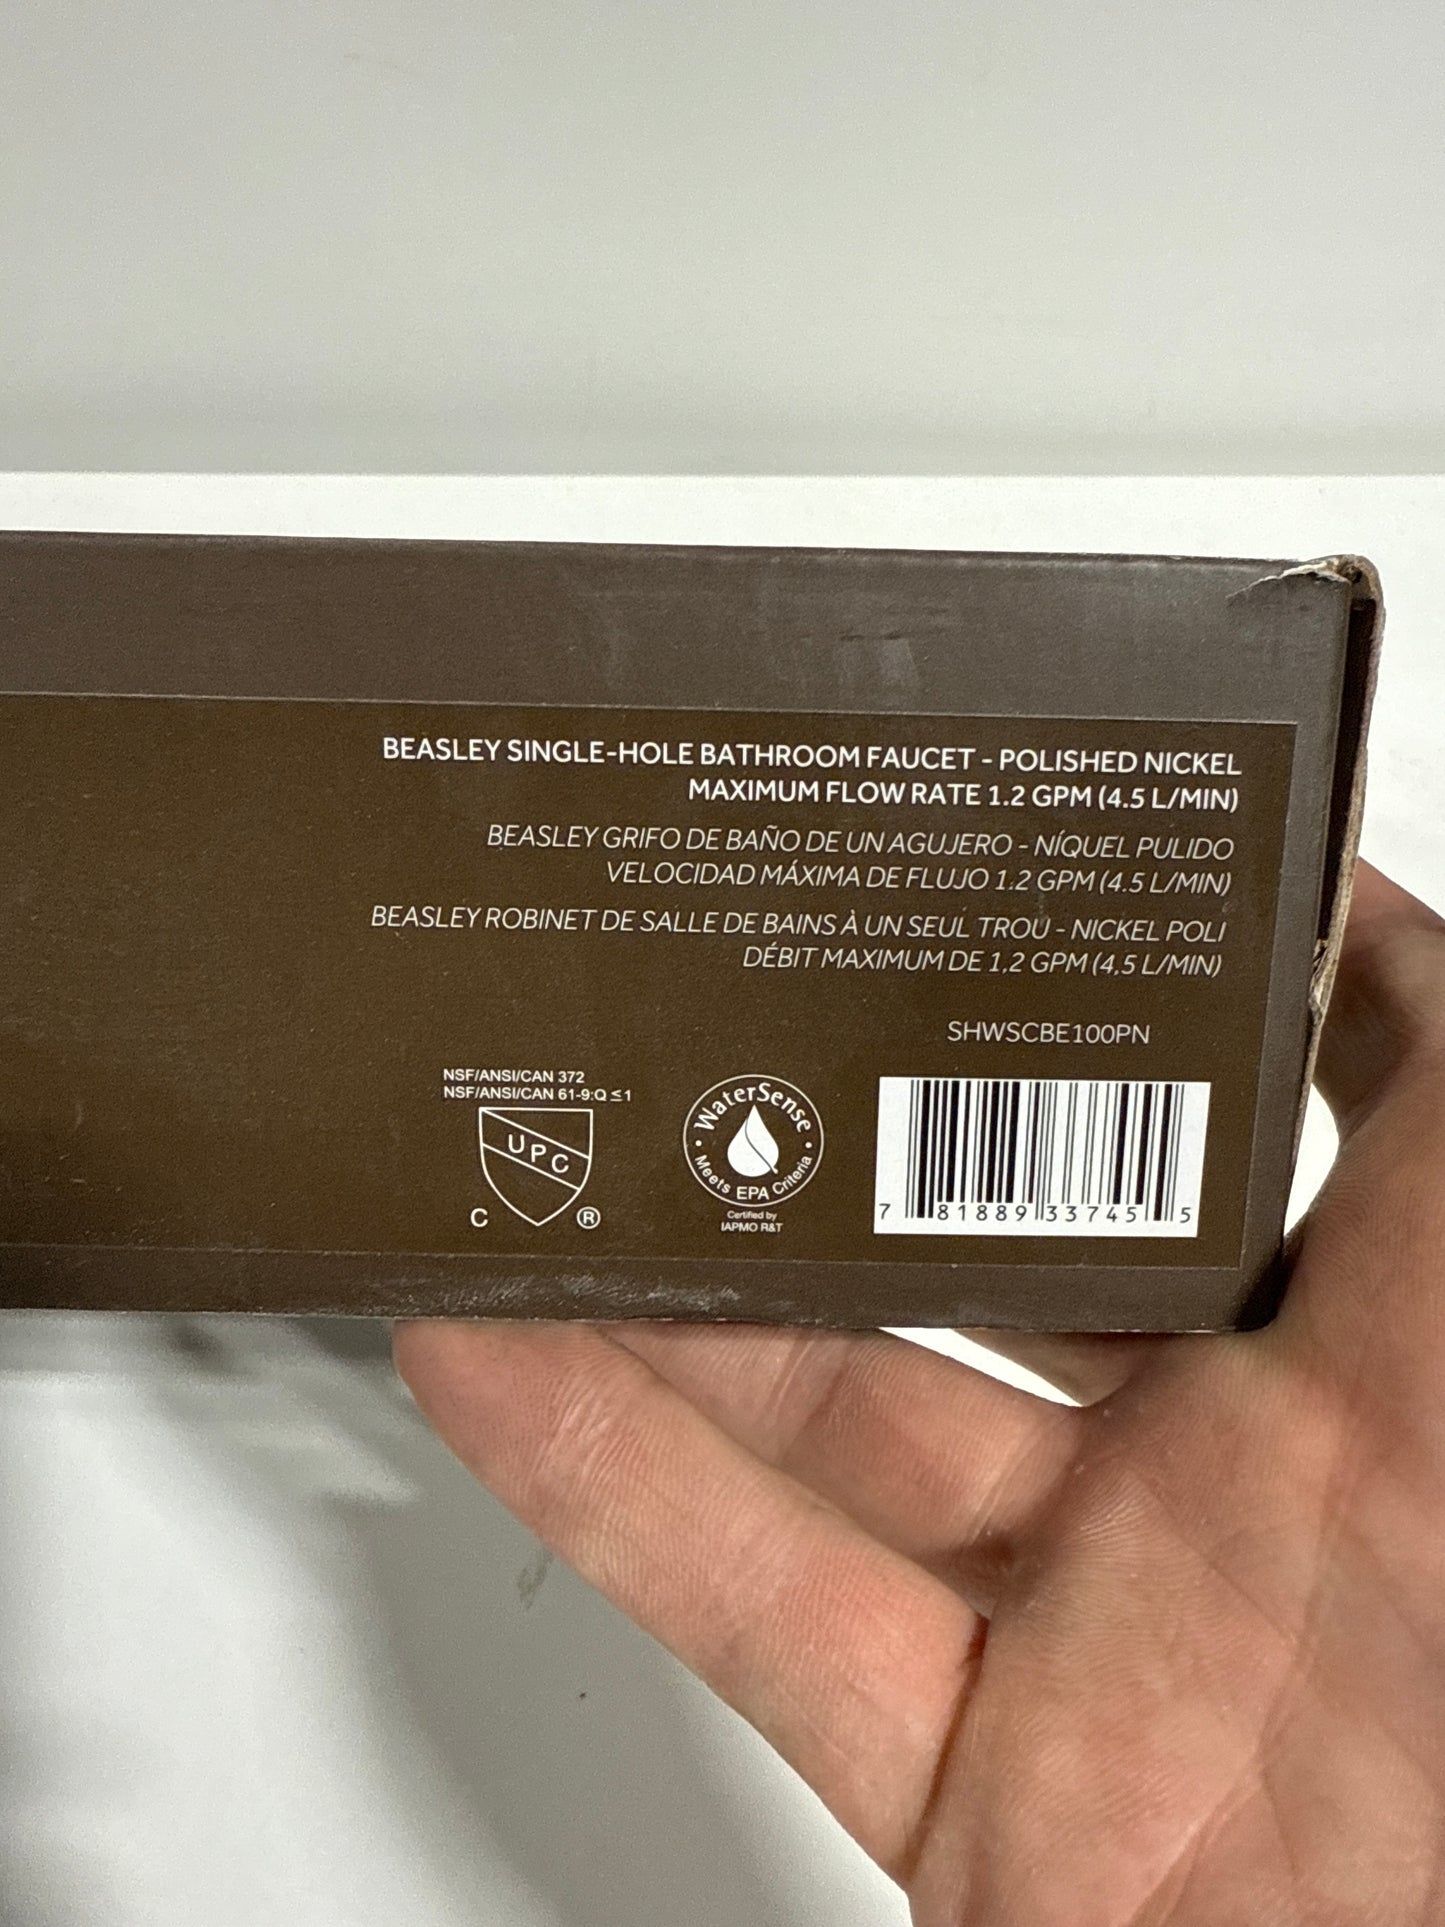 BEASLEY SINGLE-HOLE BATHROOM FAUCET - POLISHED NICKEL
MAXIMUM FLOW RATE 1.2 GPM (4.5 L/MIN)
BEASLEY GRIFO DE BAÑO DE UN AGUJERO - NÍQUEL PULIDO
VELOCIDAD MÁXIMA DE FLUJO 1.2 GPM (4.5 L/MIN)
BEASLEY ROBINET DE SALLE DE BAINS À UN SEUL TROU - NICKEL POLI
DÉBIT MAXIMUM DE 1,2 GPM (4,5 L/MIN)
SHWSCBE100PN
NSF/ANSI/CAN 372
NSF/ANSI/CAN 61-9:Q ≤ 1
UPC
C ®
WaterSense
Meets EPA Criteria
Certified by
IAPMO R&T
7 81889 33745 5